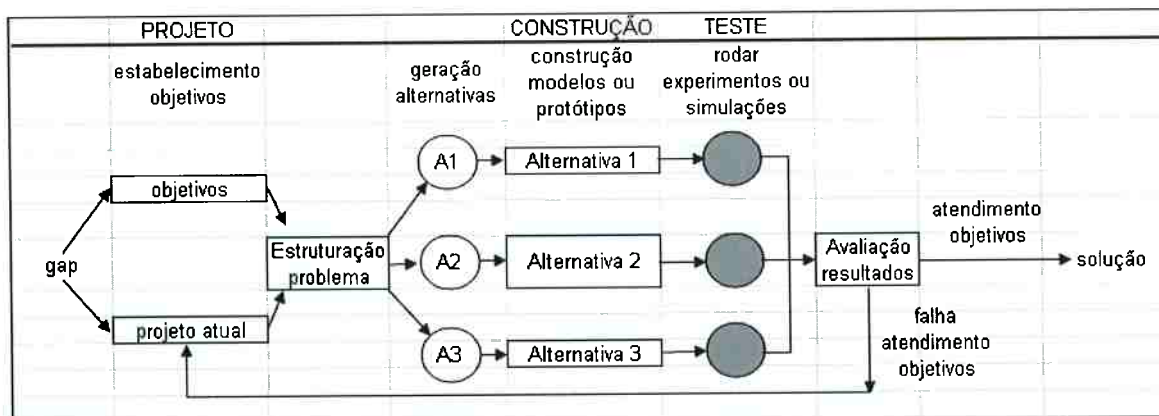 PROJETO
CONSTRUÇÃO
TESTE
estabelecimento
objetivos
geração
alternativas
construção
modelos ou
protótipos
rodar
experimentos ou
simulações
gap
objetivos
projeto atual
Estruturação
problema
A1
A2
A3
Alternativa 1
Alternativa 2
Alternativa 3
Avaliação
resultados
atendimento
objetivos
solução
falha
atendimento
objetivos